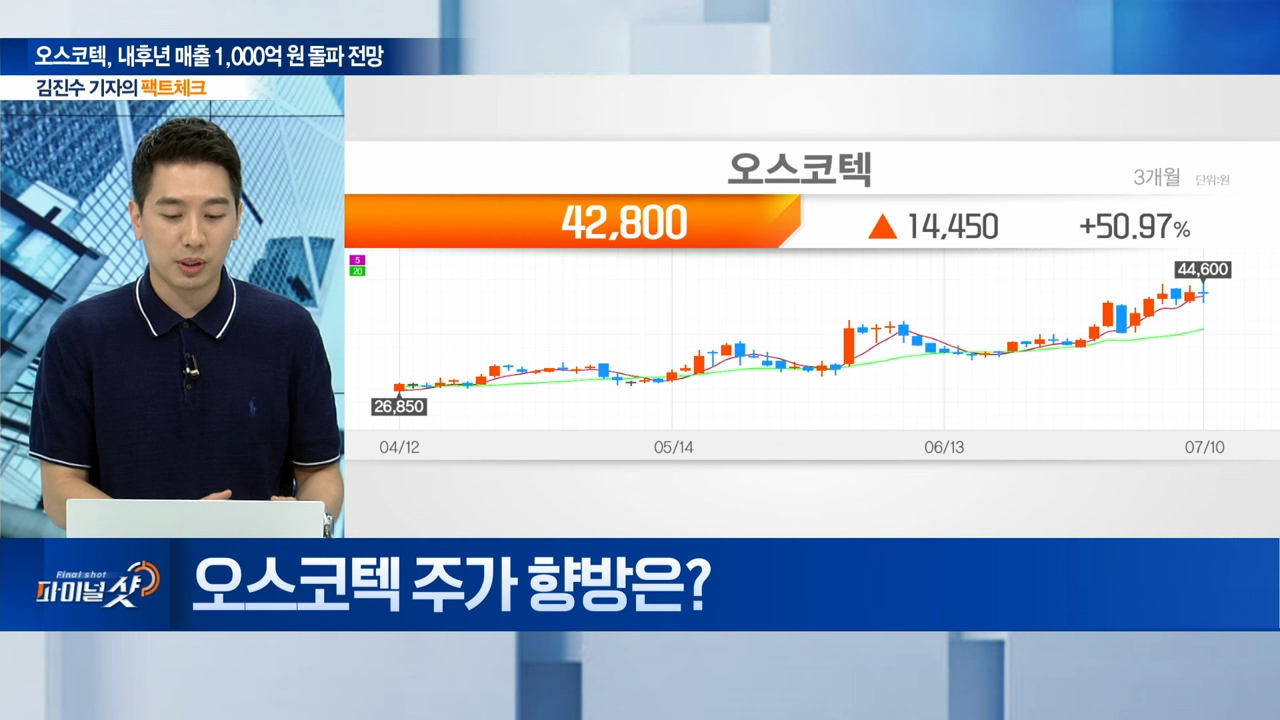 오스코텍, 내후년 매출 1,000억 원 돌파 전망
김진수 기자의 팩트체크
오스코텍
3개월 단위:원
42,800 ▲ 14,450 +50.97%
5
20
44,600
26,850
04/12 05/14 06/13 07/10
Final shot
파이널샷
오스코텍 주가 향방은?